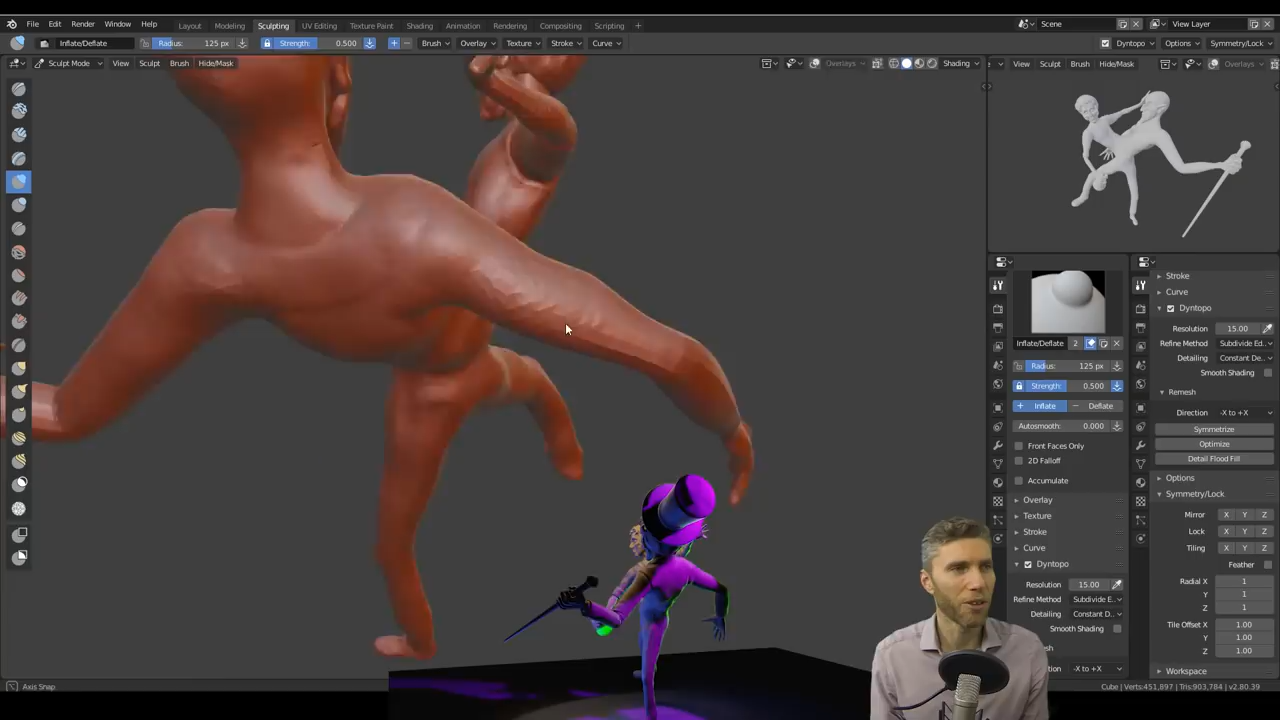 File Edit Render Window Help Layout Modeling Sculpting UV Editing Texture Paint Shading Animation Rendering Compositing Scripting + Scene View Layer
Inflate/Deflate Radius: 125 px Strength: 0.500 Brush Overlay Texture Stroke Curve Dyntopo Options Symmetry/Lock
Sculpt Mode View Sculpt Brush Hide/Mask Overlays Shading View Sculpt Brush Hide/Mask Overlays
Stroke
Curve
Dyntopo
Resolution 15.00
Refine Method Subdivide Ed..
Detailing Constant De..
Smooth Shading
Remesh
Direction -X to +X
Symmetrize
Optimize
Detail Flood Fill
Options
Symmetry/Lock
Mirror X Y Z
Lock X Y Z
Tiling X Y Z
Feather
Radial X 1
Y 1
Z 1
Tile Offset X 1.00
Y 1.00
Z 1.00
Workspace
Inflate/Deflate 2
Radius: 125 px
Strength: 0.500
+ Inflate − Deflate
Autosmooth: 0.000
Front Faces Only
2D Falloff
Accumulate
Overlay
Texture
Stroke
Curve
Dyntopo
Resolution 15.00
Refine Method Subdivide E..
Detailing Constant D..
Smooth Shading
-X to +X
Axis Snap
Cube | Verts:451,897 | Tris:903,784 | v2.80.39